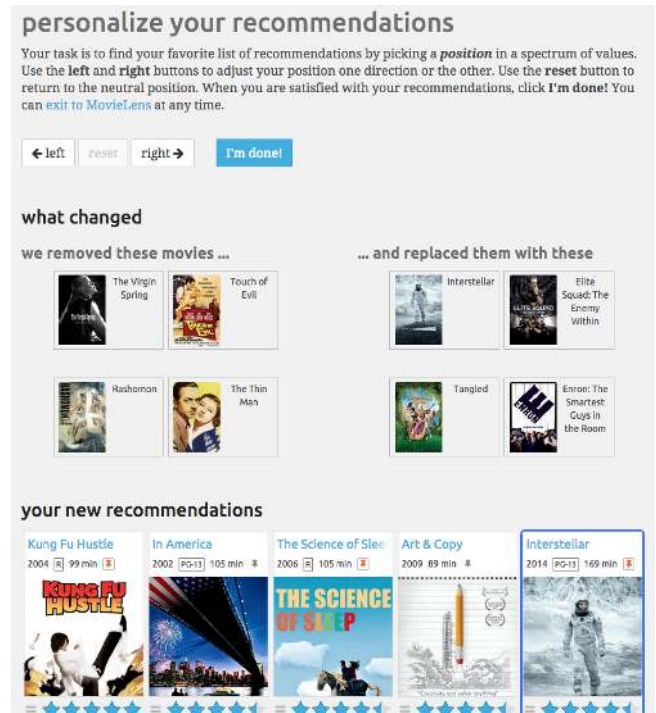 personalize your recommendations
Your task is to find your favorite list of recommendations by picking a position in a spectrum of values.
Use the left and right buttons to adjust your position one direction or the other. Use the reset button to
return to the neutral position. When you are satisfied with your recommendations, click I'm done! You
can exit to MovieLens at any time.
← left reset right → I'm done!
what changed
we removed these movies ... ... and replaced them with these
The Virgin
Spring
Touch of
Evil
Interstellar
Elite
Squad: The
Enemy
Within
ELITE SQUAD
Rashomon
The Thin
Man
Tangled
Enron: The
Smartest
Guys in
the Room
ENRON
your new recommendations
Kung Fu Hustle In America The Science of Slee Art & Copy Interstellar
2004 R 99 min 2002 PG-13 105 min 2006 R 105 min 2009 89 min 2014 PG-13 169 min
KUNG FU
HUSTLE
THE SCIENCE
OF SLEEP